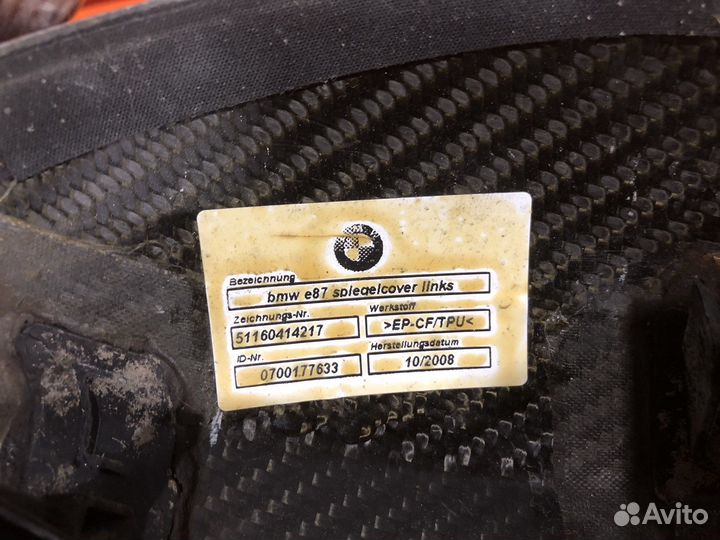 Bezeichnung
bmw e87 spiegelcover links
Zeichnungs-Nr.
51160414217
Werkstoff
>EP-CF/TPU<
ID-Nr.
0700177633
Herstellungsdatum
10/2008
Avito